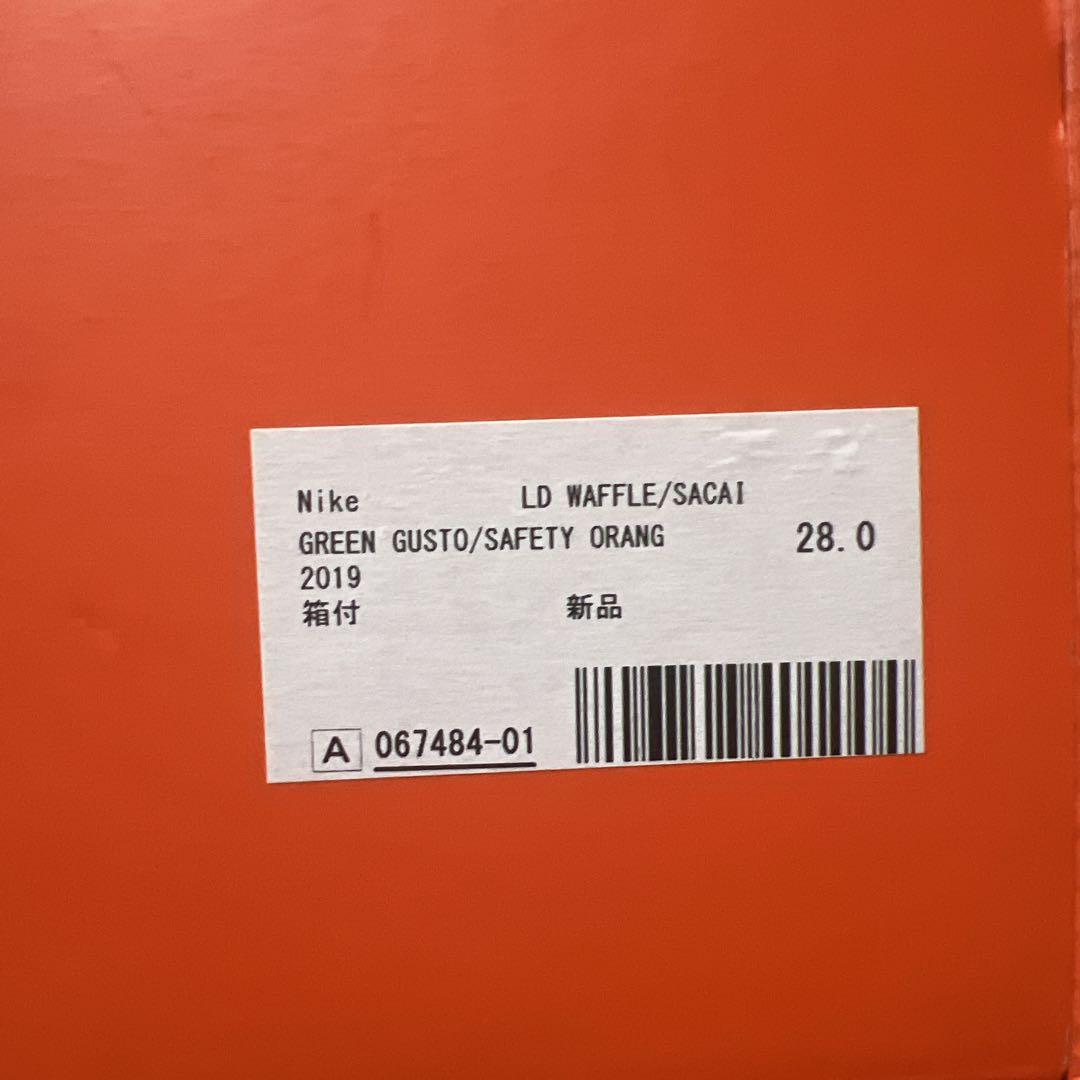 Nike LD WAFFLE/SACAI
GREEN GUSTO/SAFETY ORANG 28.0
2019
箱付 新品
A 067484-01